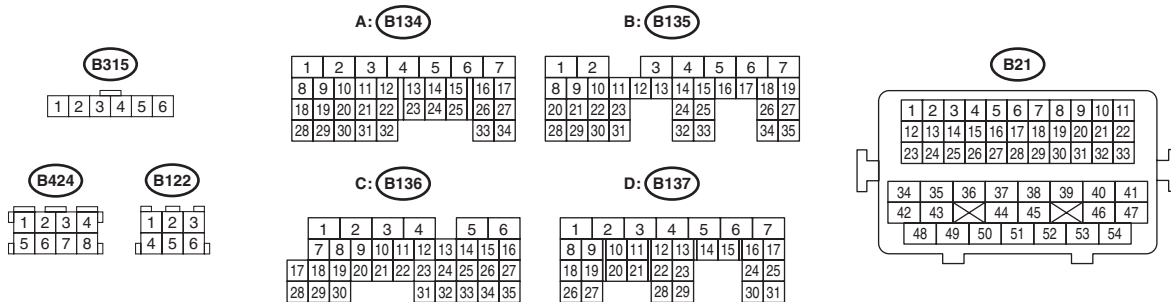 B315
1 2 3 4 5 6
B424
1 2 3 4
5 6 7 8
B122
1 2 3
4 5 6
A: B134
1 2 3 4 5 6 7
8 9 10 11 12 13 14 15 16 17
18 19 20 21 22 23 24 25 26 27
28 29 30 31 32 33 34
B: B135
1 2 3 4 5 6 7
8 9 10 11 12 13 14 15 16 17 18 19
20 21 22 23 24 25 26 27
28 29 30 31 32 33 34 35
C: B136
1 2 3 4 5 6
7 8 9 10 11 12 13 14 15 16
17 18 19 20 21 22 23 24 25 26 27
28 29 30 31 32 33 34 35
D: B137
1 2 3 4 5 6 7
8 9 10 11 12 13 14 15 16 17
18 19 20 21 22 23 24 25
26 27 28 29 30 31
B21
1 2 3 4 5 6 7 8 9 10 11
12 13 14 15 16 17 18 19 20 21 22
23 24 25 26 27 28 29 30 31 32 33
34 35 36 37 38 39 40 41
42 43 44 45 46 47
48 49 50 51 52 53 54